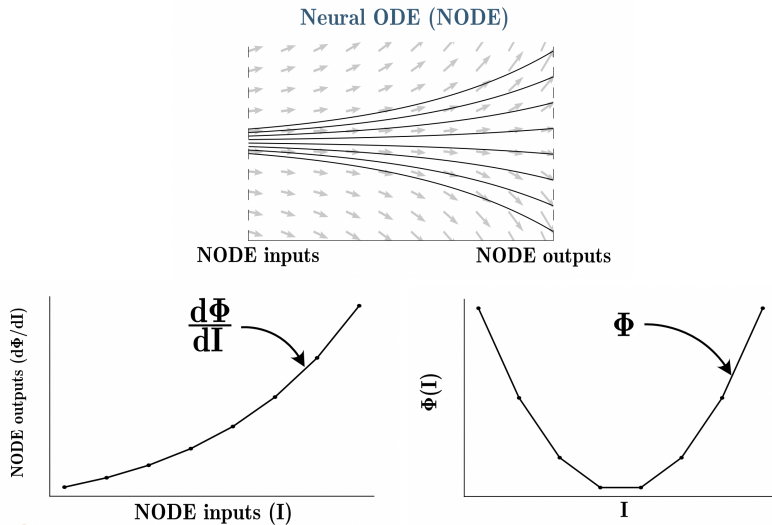 Neural ODE (NODE)
NODE inputs
NODE outputs
NODE outputs (dΦ/dI)
dΦ
dI
NODE inputs (I)
Φ(I)
Φ
I